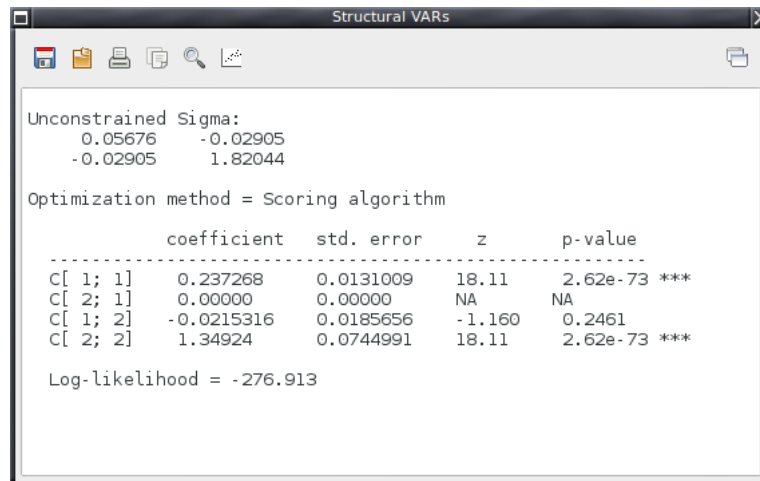 Structural VARs
Unconstrained Sigma:
0.05676 -0.02905
-0.02905 1.82044
Optimization method = Scoring algorithm
coefficient std. error z p-value
---------------------------------------------------------
C[ 1; 1] 0.237268 0.0131009 18.11 2.62e-73 ***
C[ 2; 1] 0.00000 0.00000 NA NA
C[ 1; 2] -0.0215316 0.0185656 -1.160 0.2461
C[ 2; 2] 1.34924 0.0744991 18.11 2.62e-73 ***
Log-likelihood = -276.913